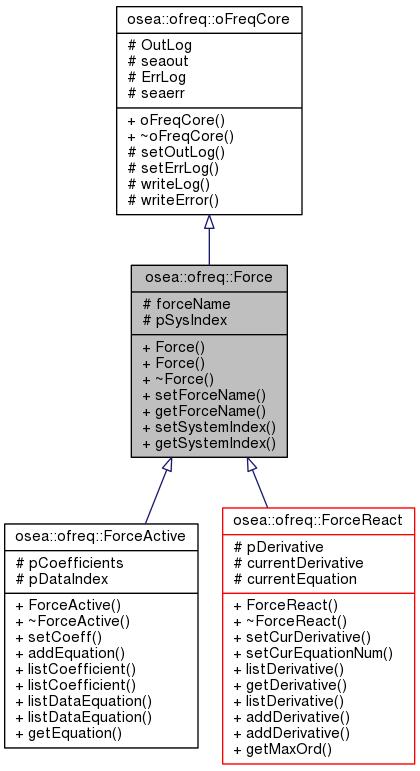 osea::ofreq::oFreqCore
# OutLog
# seaout
# ErrLog
# seaerr
+ oFreqCore()
+ ~oFreqCore()
# setOutLog()
# setErrLog()
# writeLog()
# writeError()
osea::ofreq::Force
# forceName
# pSysIndex
+ Force()
+ Force()
+ ~Force()
+ setForceName()
+ getForceName()
+ setSystemIndex()
+ getSystemIndex()
osea::ofreq::ForceActive
# pCoefficients
# pDataIndex
+ ForceActive()
+ ~ForceActive()
+ setCoeff()
+ addEquation()
+ listCoefficient()
+ listCoefficient()
+ listDataEquation()
+ listDataEquation()
+ getEquation()
osea::ofreq::ForceReact
# pDerivative
# currentDerivative
# currentEquation
+ ForceReact()
+ ~ForceReact()
+ setCurDerivative()
+ setCurEquationNum()
+ listDerivative()
+ getDerivative()
+ listDerivative()
+ addDerivative()
+ addDerivative()
+ getMaxOrd()